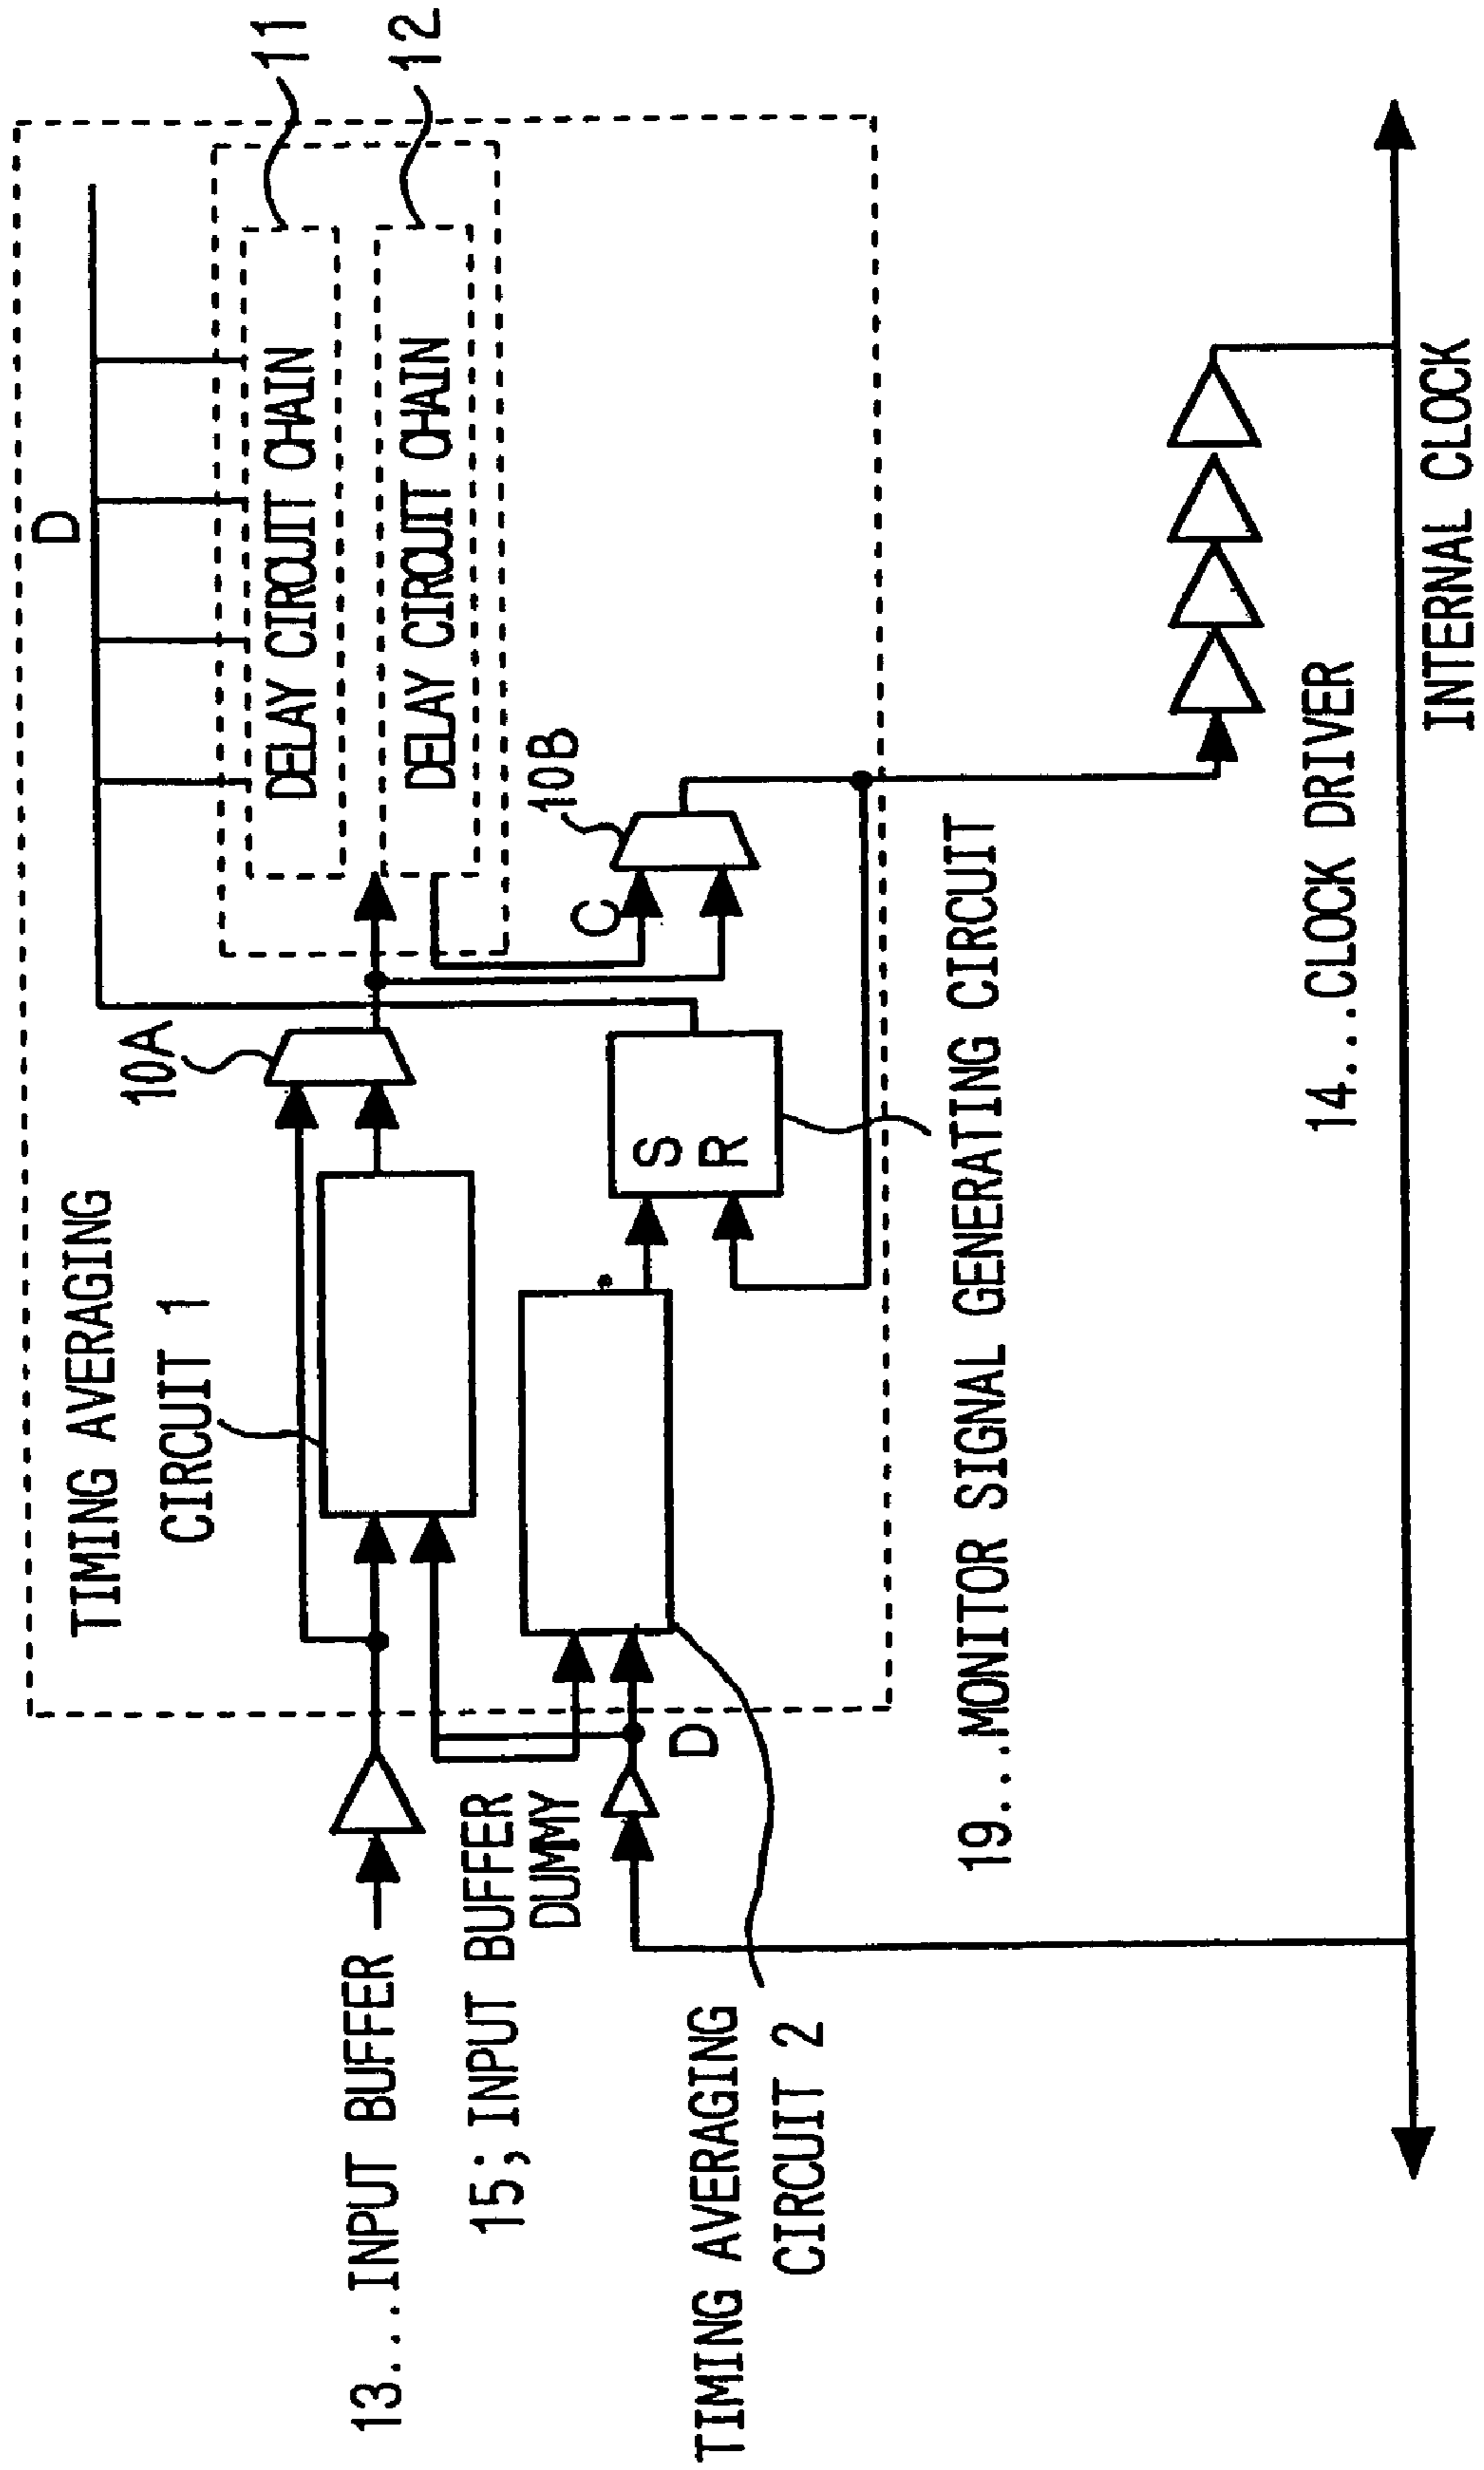 11
12
D
DELAY CIRCUIT CHAIN
DELAY CIRCUIT CHAIN
10A
10B
C
TIMING AVERAGING
CIRCUIT 1
S
R
13...INPUT BUFFER
15;INPUT BUFFER
DUMMY
D
TIMING AVERAGING
CIRCUIT 2
19...MONITOR SIGNAL GENERATING CIRCUIT
14...CLOCK DRIVER
INTERNAL CLOCK